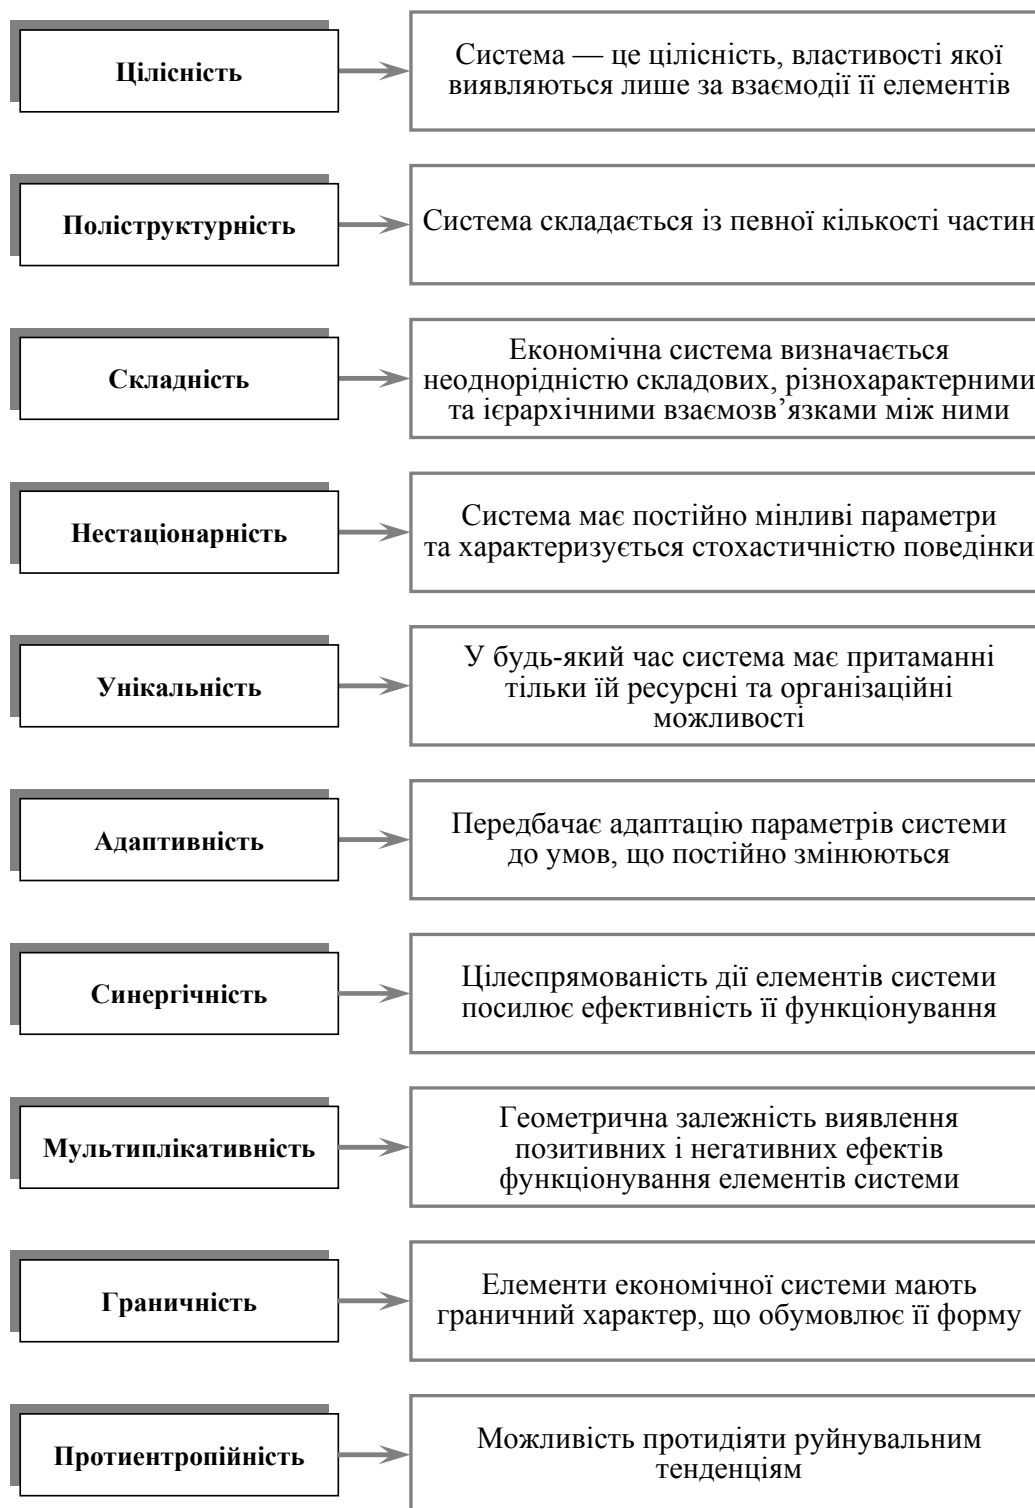 Цілісність
Система — це цілісність, властивості якої
виявляються лише за взаємодії її елементів
Поліструктурність
Система складається із певної кількості частин
Складність
Економічна система визначається
неоднорідністю складових, різнохарактерними
та ієрархічними взаємозв’язками між ними
Нестаціонарність
Система має постійно мінливі параметри
та характеризується стохастичністю поведінки
Унікальність
У будь-який час система має притаманні
тільки їй ресурсні та організаційні
можливості
Адаптивність
Передбачає адаптацію параметрів системи
до умов, що постійно змінюються
Синергічність
Цілеспрямованість дії елементів системи
посилює ефективність її функціонування
Мультиплікативність
Геометрична залежність виявлення
позитивних і негативних ефектів
функціонування елементів системи
Граничність
Елементи економічної системи мають
граничний характер, що обумовлює її форму
Протиентропійність
Можливість протидіяти руйнувальним
тенденціям